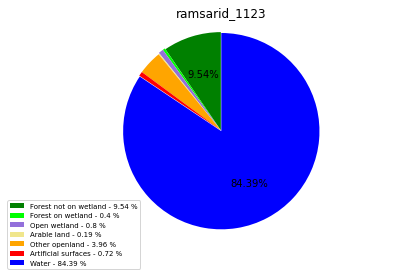 ramsarid_1123
9.54%
84.39%
Forest not on wetland - 9.54 %
Forest on wetland - 0.4 %
Open wetland - 0.8 %
Arable land - 0.19 %
Other openland - 3.96 %
Artificial surfaces - 0.72 %
Water - 84.39 %